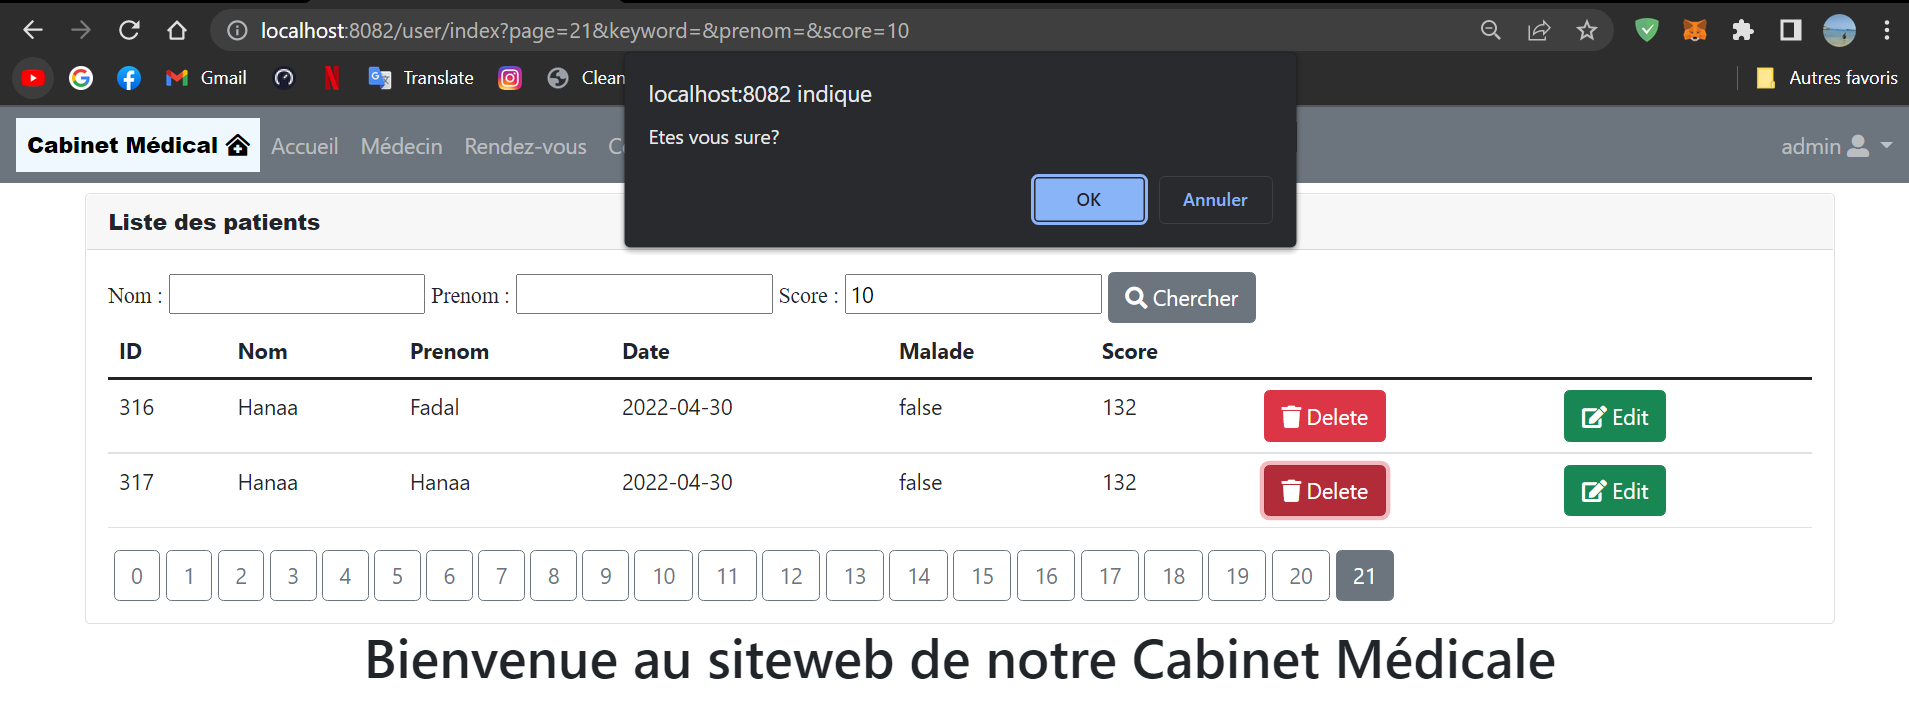 localhost:8082/user/index?page=21&keyword=&prenom=&score=10
Gmail Translate Clean Autres favoris
localhost:8082 indique
Etes vous sure?
OK Annuler
Cabinet Médical Accueil Médecin Rendez-vous C admin
Liste des patients
Nom : Prenom : Score : 10 Chercher
ID Nom Prenom Date Malade Score
316 Hanaa Fadal 2022-04-30 false 132 Delete Edit
317 Hanaa Hanaa 2022-04-30 false 132 Delete Edit
0 1 2 3 4 5 6 7 8 9 10 11 12 13 14 15 16 17 18 19 20 21
Bienvenue au siteweb de notre Cabinet Médicale